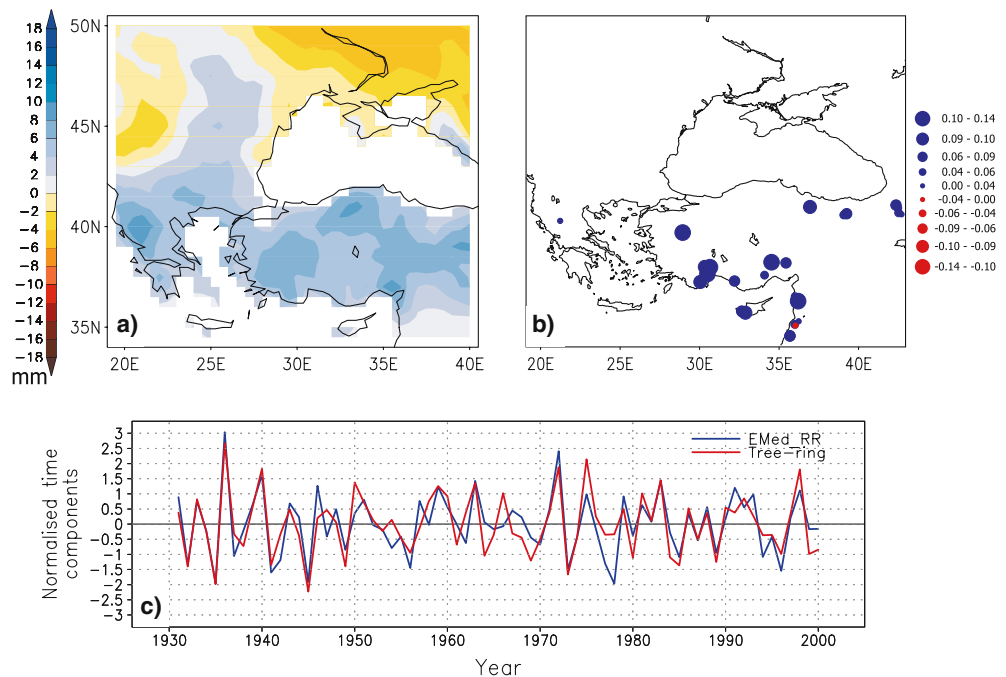 18
16
14
12
10
8
6
4
2
0
−2
−4
−6
−8
−10
−12
−14
−16
−18
mm
50N
45N
40N
35N
a)
20E 25E 30E 35E 40E
b)
20E 25E 30E 35E 40E
0.10 - 0.14
0.09 - 0.10
0.06 - 0.09
0.04 - 0.06
0.00 - 0.04
-0.04 - 0.00
-0.06 - -0.04
-0.09 - -0.06
-0.10 - -0.09
-0.14 - -0.10
Normalised time
components
3
2.5
2
1.5
1
0.5
0
−0.5
−1
−1.5
−2
−2.5
−3
EMed_RR
Tree−ring
c)
1930 1940 1950 1960 1970 1980 1990 2000
Year